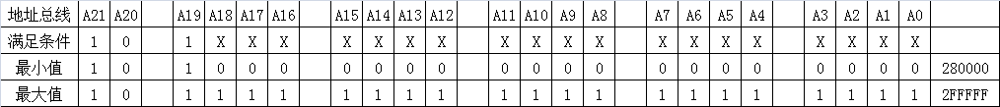 地址总线 A21 A20 A19 A18 A17 A16 A15 A14 A13 A12 A11 A10 A9 A8 A7 A6 A5 A4 A3 A2 A1 A0
满足条件 1 0 1 X X X X X X X X X X X X X X X X X X X
最小值 1 0 1 0 0 0 0 0 0 0 0 0 0 0 0 0 0 0 0 0 0 0 280000
最大值 1 0 1 1 1 1 1 1 1 1 1 1 1 1 1 1 1 1 1 1 1 1 2FFFFF